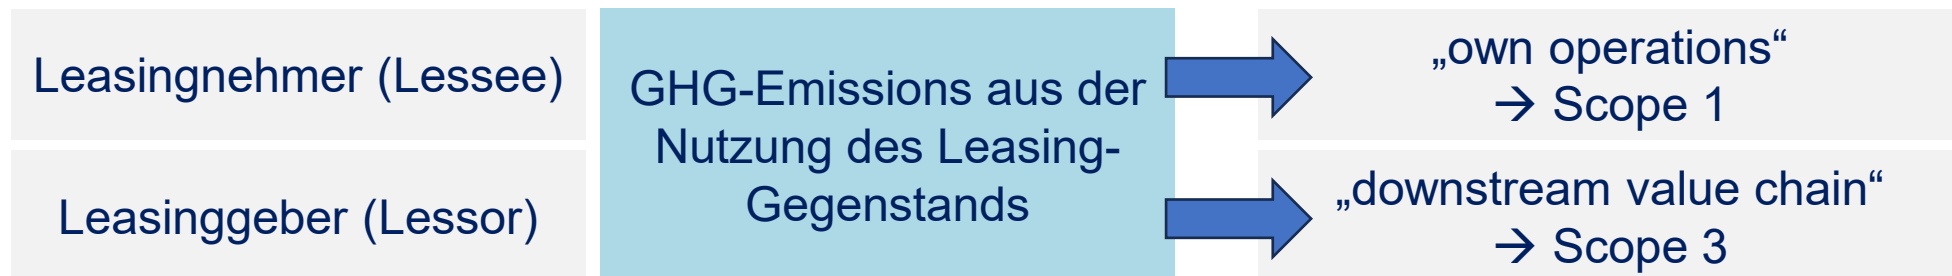 Leasingnehmer (Lessee)
GHG-Emissions aus der
Nutzung des Leasing-
Gegenstands
„own operations“
→ Scope 1
Leasinggeber (Lessor)
„downstream value chain“
→ Scope 3